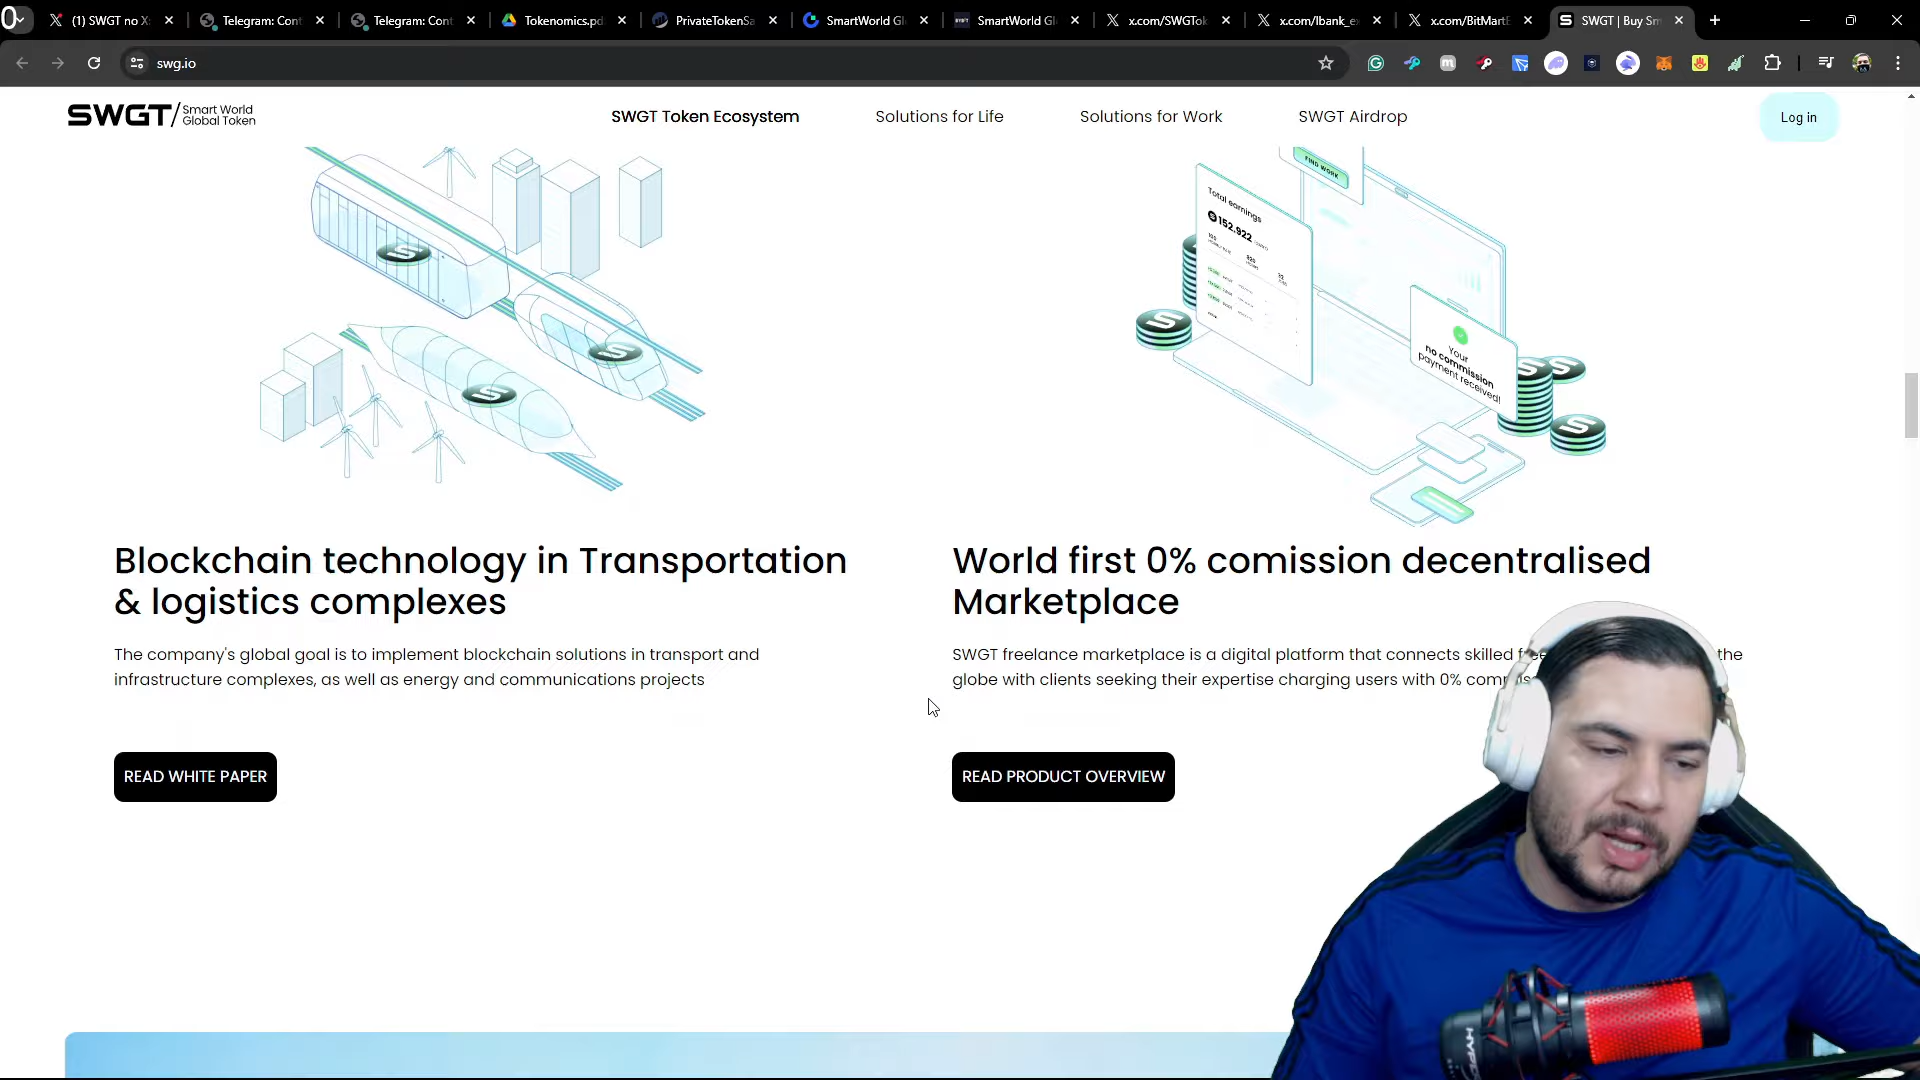 (1) SWGT no X
Telegram: Cont
Telegram: Cont
Tokenomics.pd
PrivateTokenSa
SmartWorld Gl
SmartWorld Gl
x.com/SWGTok
x.com/lbank_ex
x.com/BitMartE
SWGT | Buy Sm
swg.io
SWGT/ Smart World
Global Token
SWGT Token Ecosystem
Solutions for Life
Solutions for Work
SWGT Airdrop
Log in
FIND WORK
Total earnings
152.922
Your
no commission
payment received!
Blockchain technology in Transportation
& logistics complexes
The company's global goal is to implement blockchain solutions in transport and
infrastructure complexes, as well as energy and communications projects
READ WHITE PAPER
World first 0% comission decentralised
Marketplace
SWGT freelance marketplace is a digital platform that connects skilled the
globe with clients seeking their expertise charging users with 0%
READ PRODUCT OVERVIEW
HYPE